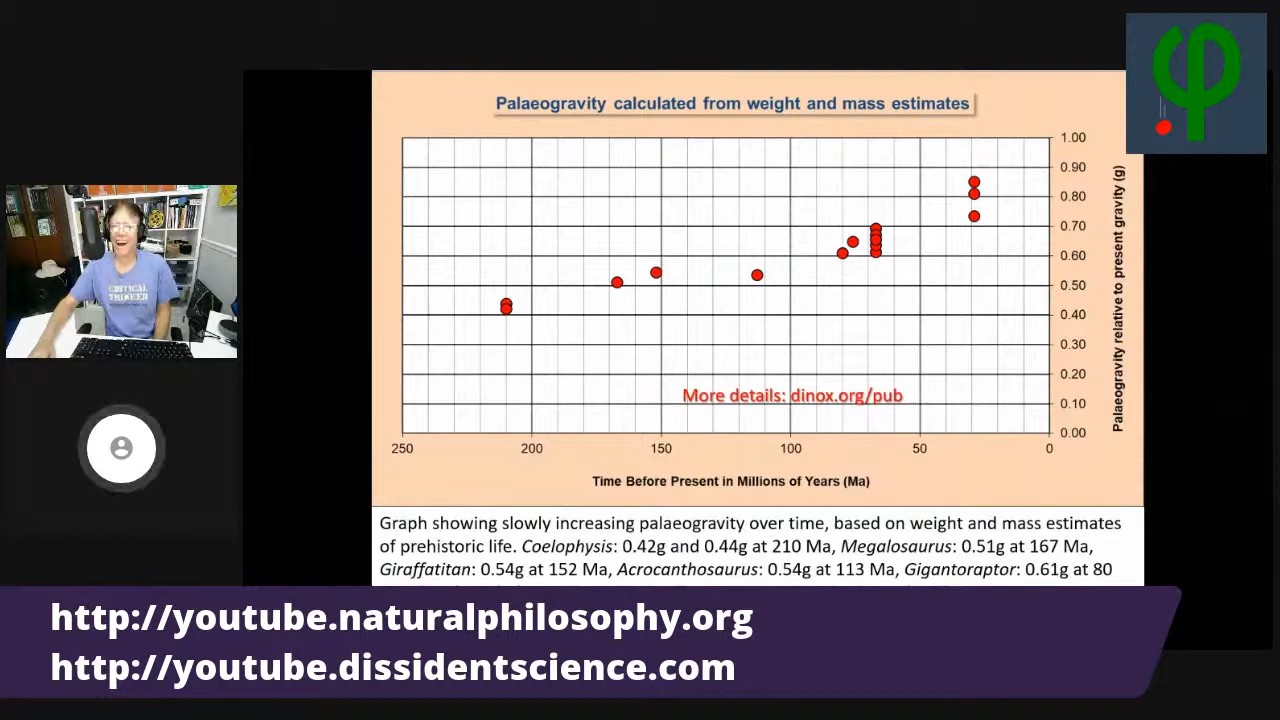 Palaeogravity calculated from weight and mass estimates
1.00
0.90
0.80
0.70
0.60
0.50
0.40
0.30
0.20
0.10
0.00
Palaeogravity relative to present gravity (g)
More details: dinox.org/pub
250 200 150 100 50 0
Time Before Present in Millions of Years (Ma)
Graph showing slowly increasing palaeogravity over time, based on weight and mass estimates
of prehistoric life. Coelophysis: 0.42g and 0.44g at 210 Ma, Megalosaurus: 0.51g at 167 Ma,
Giraffatitan: 0.54g at 152 Ma, Acrocanthosaurus: 0.54g at 113 Ma, Gigantoraptor: 0.61g at 80
CRITICAL
THINKER
φ
http://youtube.naturalphilosophy.org
http://youtube.dissidentscience.com